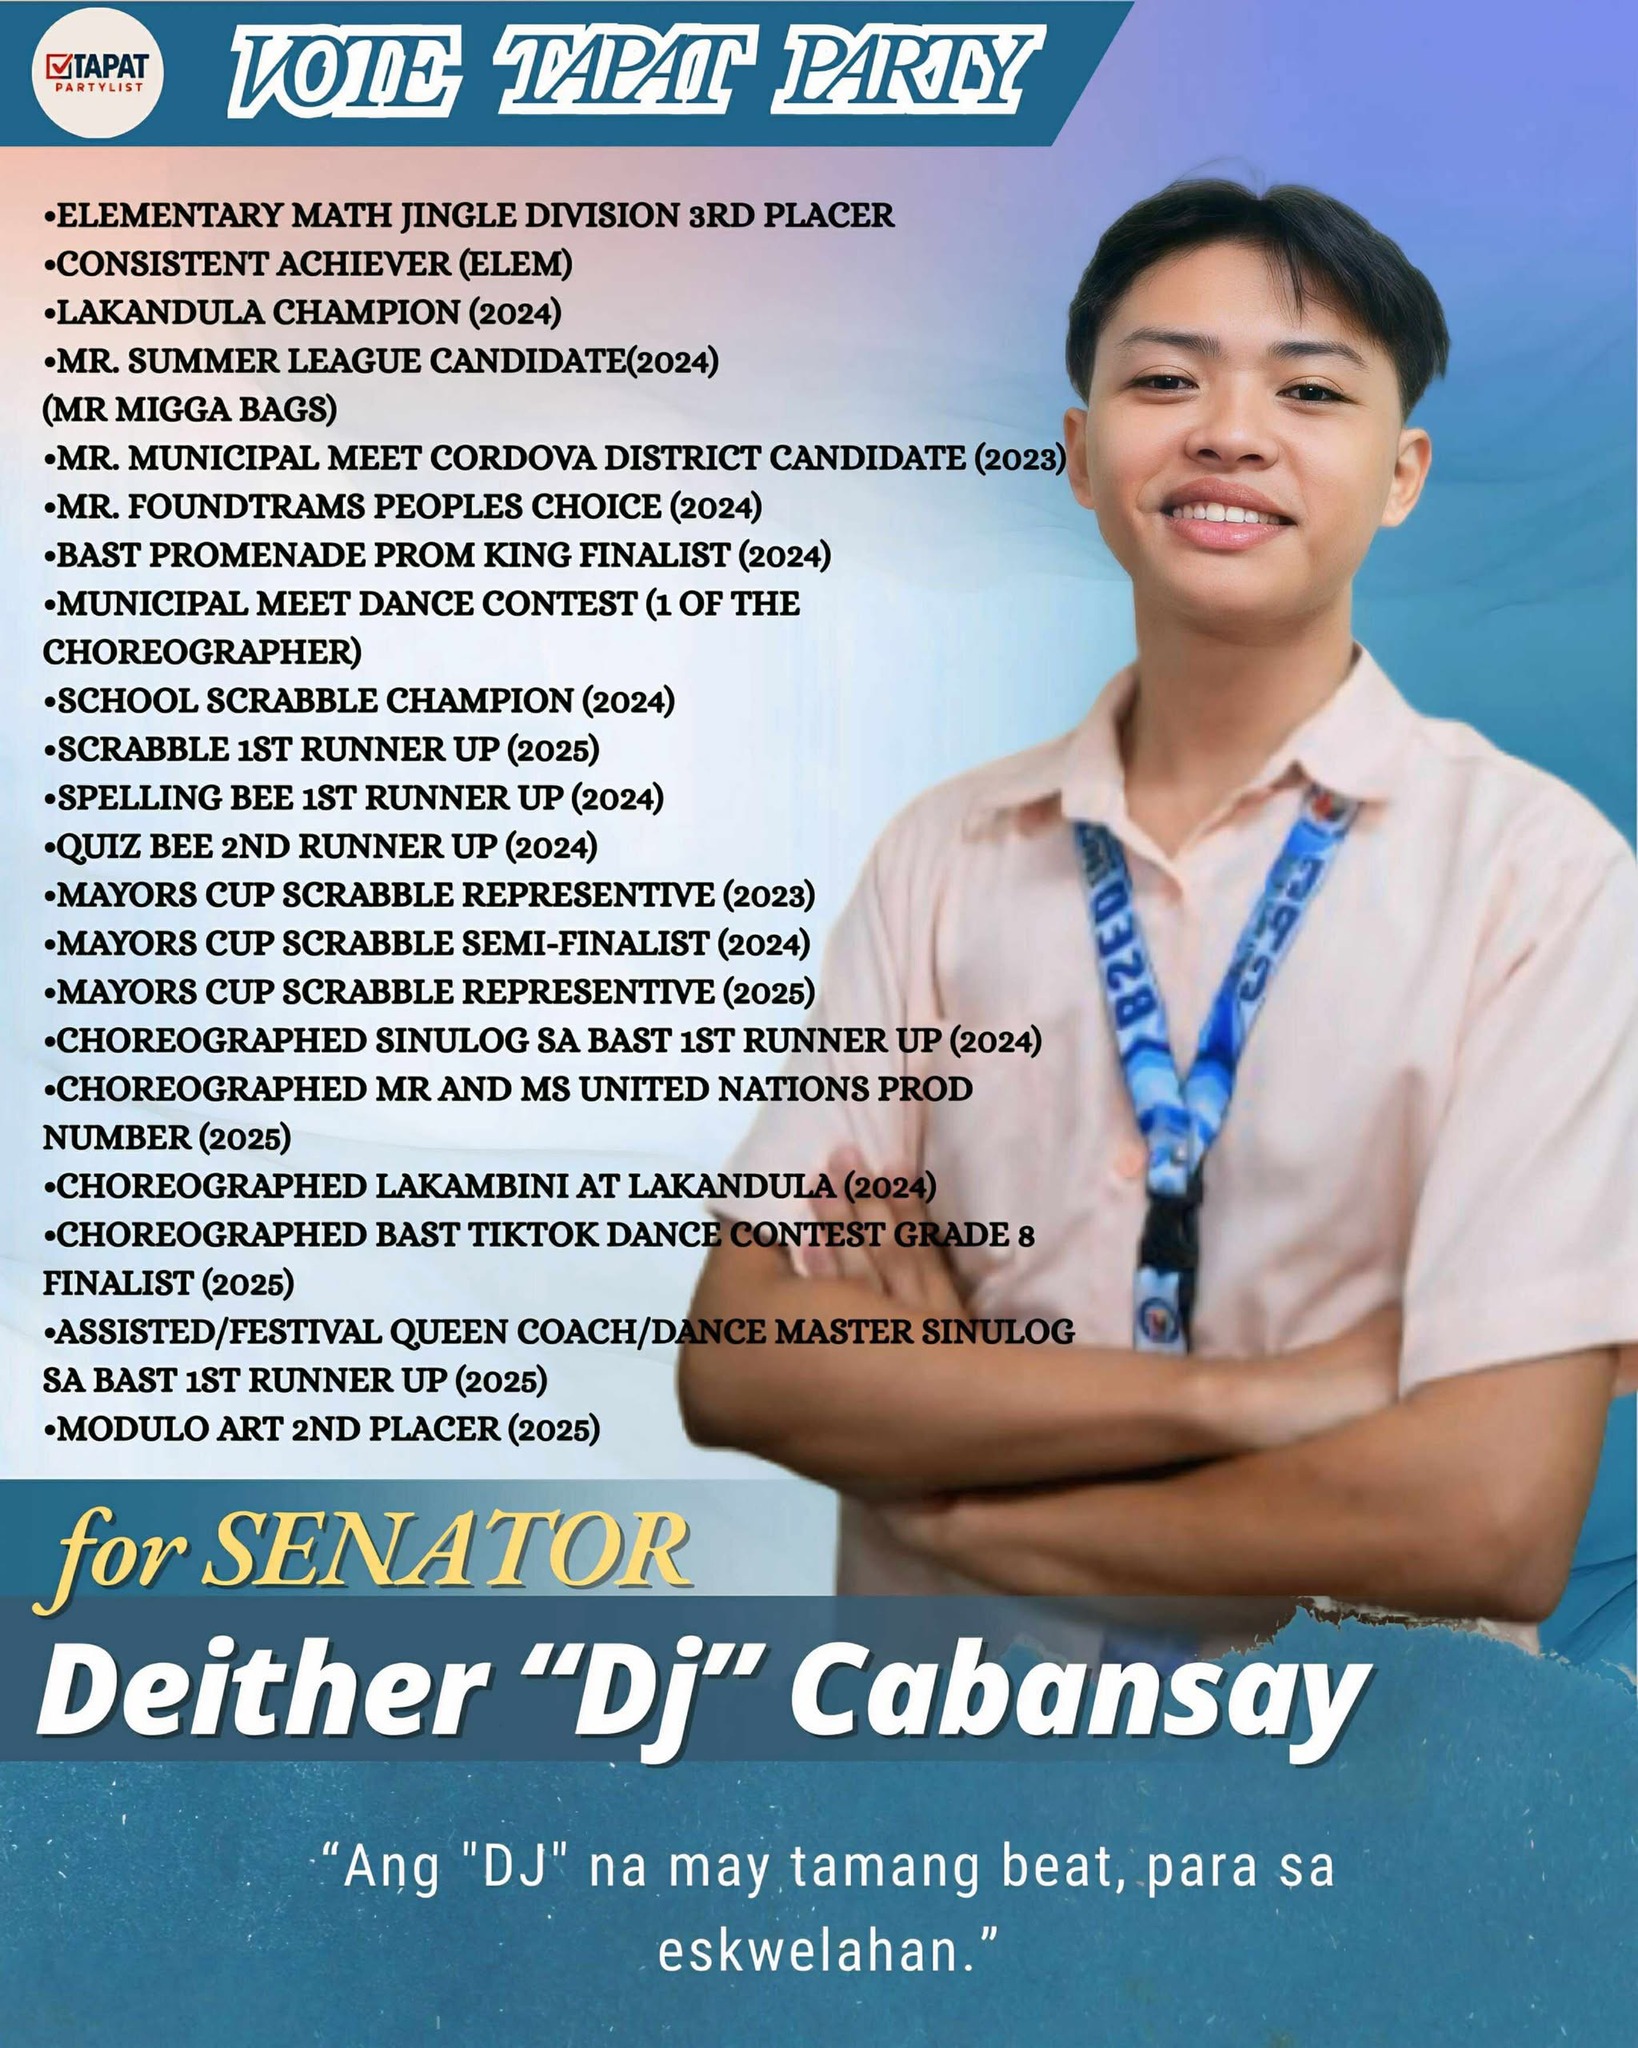 TAPAT
PARTYLIST
VOTE TAPAT PARTY
•ELEMENTARY MATH JINGLE DIVISION 3RD PLACER
•CONSISTENT ACHIEVER (ELEM)
•LAKANDULA CHAMPION (2024)
•MR. SUMMER LEAGUE CANDIDATE(2024)
(MR MIGGA BAGS)
•MR. MUNICIPAL MEET CORDOVA DISTRICT CANDIDATE (2023)
•MR. FOUNDTRAMS PEOPLES CHOICE (2024)
•BAST PROMENADE PROM KING FINALIST (2024)
•MUNICIPAL MEET DANCE CONTEST (1 OF THE
CHOREOGRAPHER)
•SCHOOL SCRABBLE CHAMPION (2024)
•SCRABBLE 1ST RUNNER UP (2025)
•SPELLING BEE 1ST RUNNER UP (2024)
•QUIZ BEE 2ND RUNNER UP (2024)
•MAYORS CUP SCRABBLE REPRESENTIVE (2023)
•MAYORS CUP SCRABBLE SEMI-FINALIST (2024)
•MAYORS CUP SCRABBLE REPRESENTIVE (2025)
•CHOREOGRAPHED SINULOG SA BAST 1ST RUNNER UP (2024)
•CHOREOGRAPHED MR AND MS UNITED NATIONS PROD
NUMBER (2025)
•CHOREOGRAPHED LAKAMBINI AT LAKANDULA (2024)
•CHOREOGRAPHED BAST TIKTOK DANCE CONTEST GRADE 8
FINALIST (2025)
•ASSISTED/FESTIVAL QUEEN COACH/DANCE MASTER SINULOG
SA BAST 1ST RUNNER UP (2025)
•MODULO ART 2ND PLACER (2025)
BSED
for SENATOR
Deither “Dj” Cabansay
“Ang "DJ" na may tamang beat, para sa
eskwelahan.”